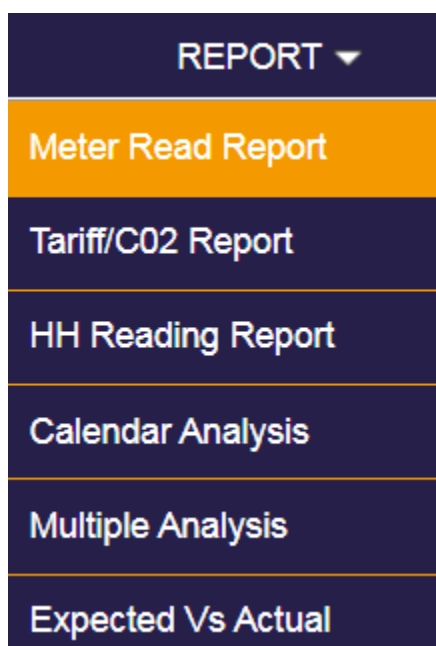 REPORT
Meter Read Report
Tariff/C02 Report
HH Reading Report
Calendar Analysis
Multiple Analysis
Expected Vs Actual